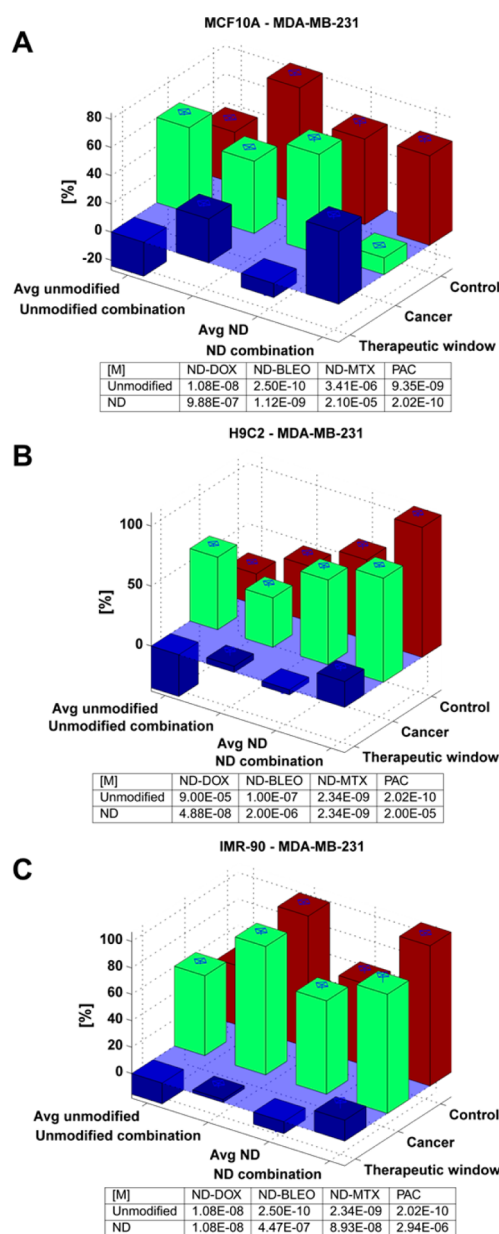 MCF10A - MDA-MB-231
A
80
60
40
20
0
-20
[%]
Avg unmodified
Unmodified combination
Avg ND
ND combination
Control
Cancer
Therapeutic window
[M] ND-DOX ND-BLEO ND-MTX PAC
Unmodified 1.08E-08 2.50E-10 3.41E-06 9.35E-09
ND 9.88E-07 1.12E-09 2.10E-05 2.02E-10
H9C2 - MDA-MB-231
B
100
50
0
[%]
Avg unmodified
Unmodified combination
Avg ND
ND combination
Control
Cancer
Therapeutic window
[M] ND-DOX ND-BLEO ND-MTX PAC
Unmodified 9.00E-05 1.00E-07 2.34E-09 2.02E-10
ND 4.88E-08 2.00E-06 2.34E-09 2.00E-05
IMR-90 - MDA-MB-231
C
100
80
60
40
20
0
[%]
Avg unmodified
Unmodified combination
Avg ND
ND combination
Control
Cancer
Therapeutic window
[M] ND-DOX ND-BLEO ND-MTX PAC
Unmodified 1.08E-08 2.50E-10 2.34E-09 2.02E-10
ND 1.08E-08 4.47E-07 8.93E-08 2.94E-06